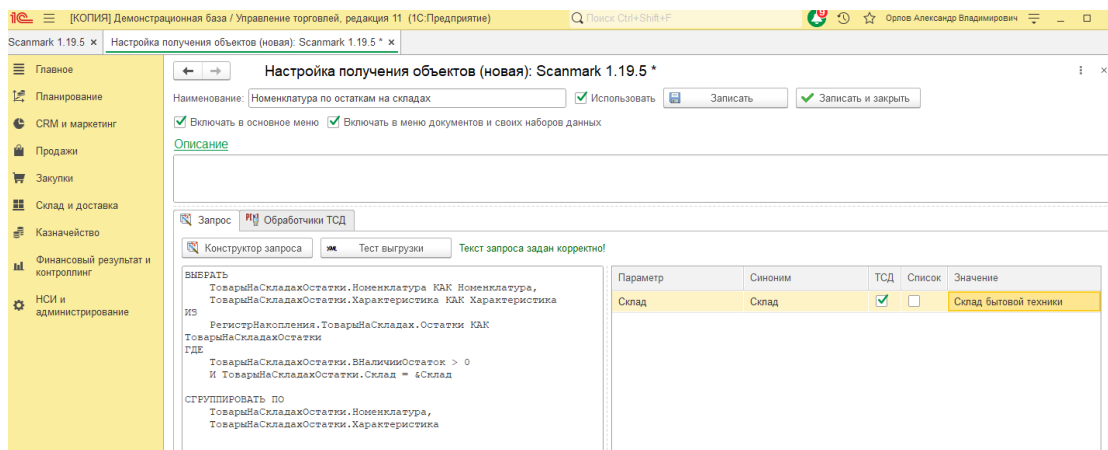 1С [КОПИЯ] Демонстрационная база / Управление торговлей, редакция 11 (1С:Предприятие) Поиск Ctrl+Shift+F 9 Орлов Александр Владимирович
Scanmark 1.19.5 × Настройка получения объектов (новая): Scanmark 1.19.5 * ×
Главное
Планирование
CRM и маркетинг
Продажи
Закупки
Склад и доставка
Казначейство
Финансовый результат и
контроллинг
НСИ и
администрирование
Настройка получения объектов (новая): Scanmark 1.19.5 *
Наименование: Номенклатура по остаткам на складах Использовать Записать Записать и закрыть
Включать в основное меню Включать в меню документов и своих наборов данных
Описание
Запрос Обработчики ТСД
Конструктор запроса XML Тест выгрузки Текст запроса задан корректно!
ВЫБРАТЬ
ТоварыНаСкладахОстатки.Номенклатура КАК Номенклатура,
ТоварыНаСкладахОстатки.Характеристика КАК Характеристика
ИЗ
РегистрНакопления.ТоварыНаСкладах.Остатки КАК
ТоварыНаСкладахОстатки
ГДЕ
ТоварыНаСкладахОстатки.ВНаличииОстаток > 0
И ТоварыНаСкладахОстатки.Склад = &Склад
СГРУППИРОВАТЬ ПО
ТоварыНаСкладахОстатки.Номенклатура,
ТоварыНаСкладахОстатки.Характеристика
Параметр Синоним ТСД Список Значение
Склад Склад Склад бытовой техники